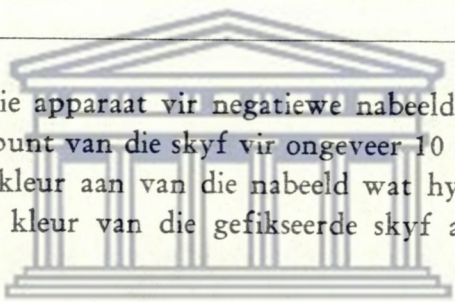 ie apparaat vir negatiewe nabeeld
punt van die skyf vir ongeveer 10
kleur aan van die nabeeld wat hy
kleur van die gefikseerde skyf a